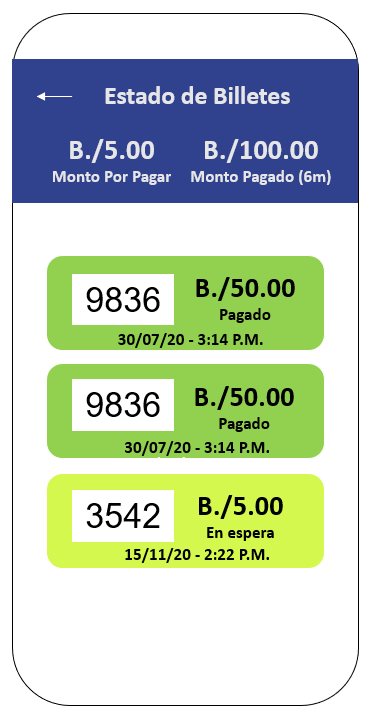 Estado de Billetes
B./5.00 B./100.00
Monto Por Pagar Monto Pagado (6m)
9836 B./50.00
Pagado
30/07/20 - 3:14 P.M.
9836 B./50.00
Pagado
30/07/20 - 3:14 P.M.
3542 B./5.00
En espera
15/11/20 - 2:22 P.M.